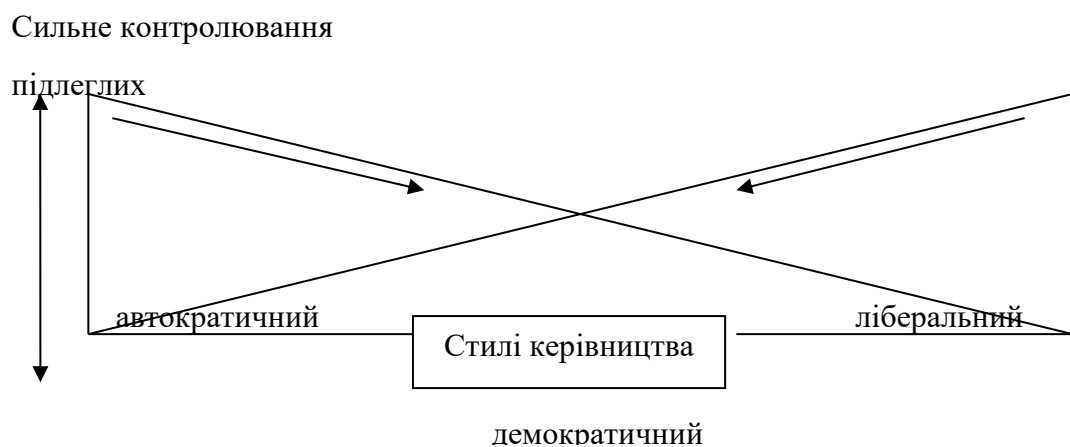 Сильне контролювання
підлеглих
автократичний
ліберальний
Стилі керівництва
демократичний